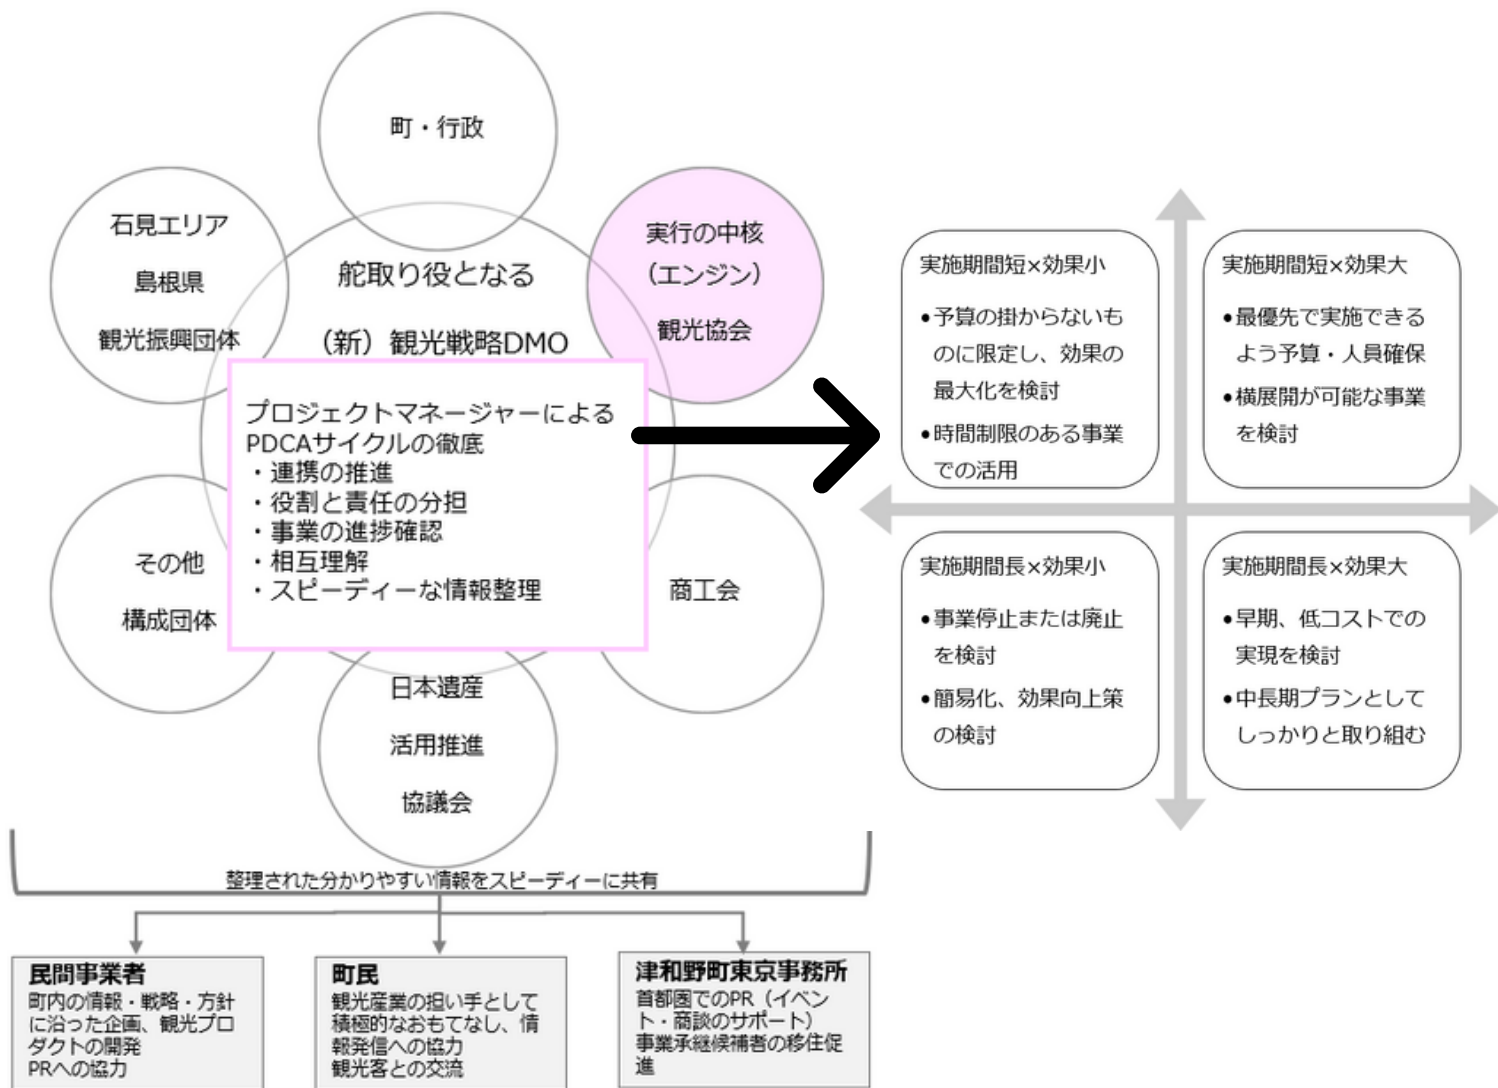 町・行政
石見エリア
島根県
観光振興団体
舵取り役となる
（新）観光戦略DMO
実行の中核
（エンジン）
観光協会
プロジェクトマネージャーによる
PDCAサイクルの徹底
・連携の推進
・役割と責任の分担
・事業の進捗確認
・相互理解
・スピーディーな情報整理
その他
構成団体
商工会
日本遺産
活用推進
協議会
実施期間短×効果小
•予算の掛からないも
のに限定し、効果の
最大化を検討
•時間制限のある事業
での活用
実施期間短×効果大
•最優先で実施できる
よう予算・人員確保
•横展開が可能な事業
を検討
実施期間長×効果小
•事業停止または廃止
を検討
•簡易化、効果向上策
の検討
実施期間長×効果大
•早期、低コストでの
実現を検討
•中長期プランとして
しっかりと取り組む
整理された分かりやすい情報をスピーディーに共有
民間事業者
町内の情報・戦略・方針
に沿った企画、観光プロ
ダクトの開発
PRへの協力
町民
観光産業の担い手として
積極的なおもてなし、情
報発信への協力
観光客との交流
津和野町東京事務所
首都圏でのPR（イベン
ト・商談のサポート）
事業承継候補者の移住促
進